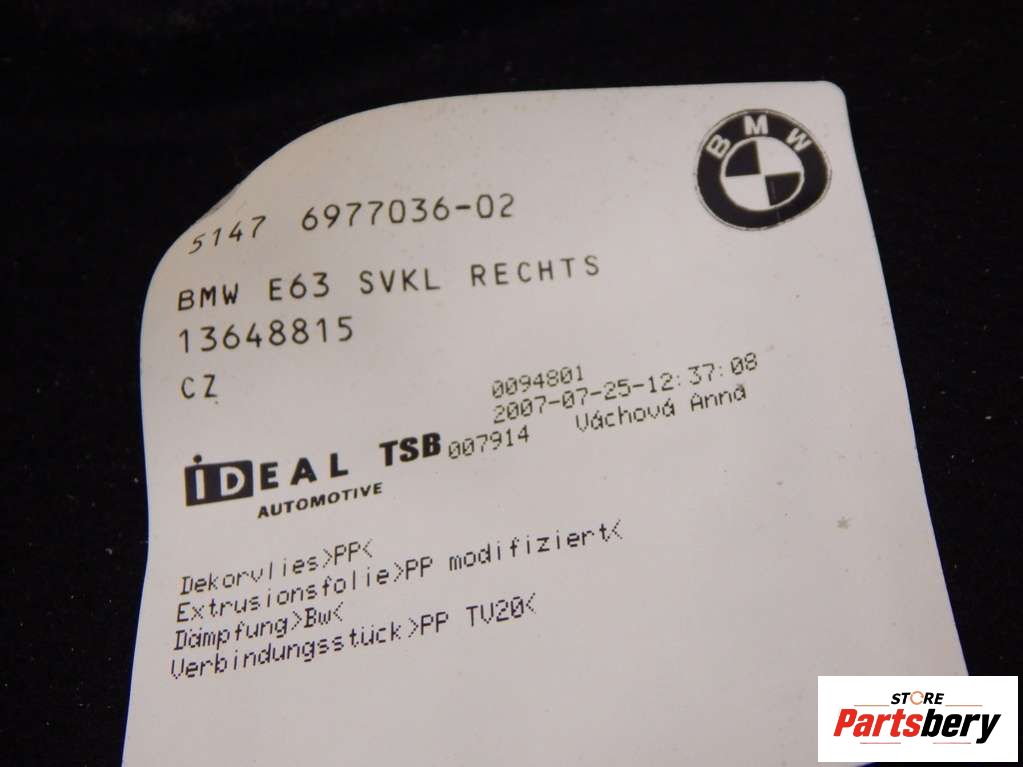 BMW
5147 6977036-02
BMW E63 SVKL RECHTS
13648815
CZ
0094801
2007-07-25-12:37:08
007914 Váchová Anna
iDEAL TSB
AUTOMOTIVE
Dekorvlies>PP<
Extrusionsfolie>PP modifiziert<
Dämpfung>Bw<
Verbindungsstück>PP TV20<
STORE
Partsbery